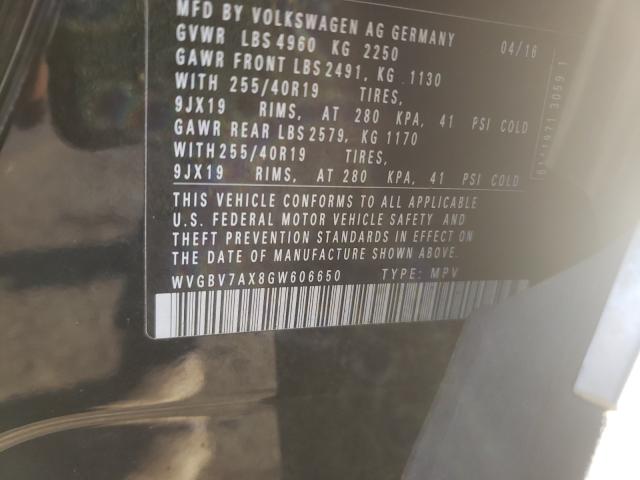 MFD BY VOLKSWAGEN AG GERMANY 04/16
GVWR LBS 4960 KG 2250
GAWR FRONT LBS 2491, KG 1130
WITH 255/40R19 TIRES,
9JX19 RIMS, AT 280 KPA, 41 PSI COLD
GAWR REAR LBS 2579, KG 1170
WITH 255/40R19 TIRES,
9JX19 RIMS, AT 280 KPA, 41 PSI COLD
THIS VEHICLE CONFORMS TO ALL APPLICABLE
U.S. FEDERAL MOTOR VEHICLE SAFETY AND
THEFT PREVENTION STANDARDS IN EFFECT ON
THE DATE OF MANUFACTURE SHOWN ABOVE
WVGBV7AX8GW606650 TYPE: MPV